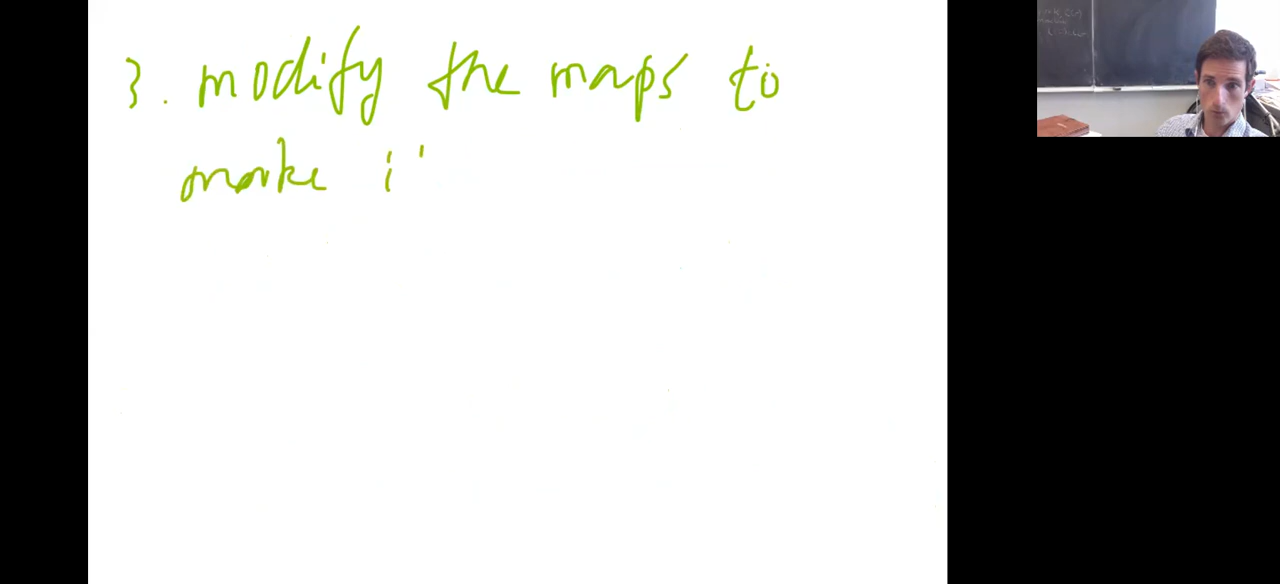 3. modify the maps to
make i'